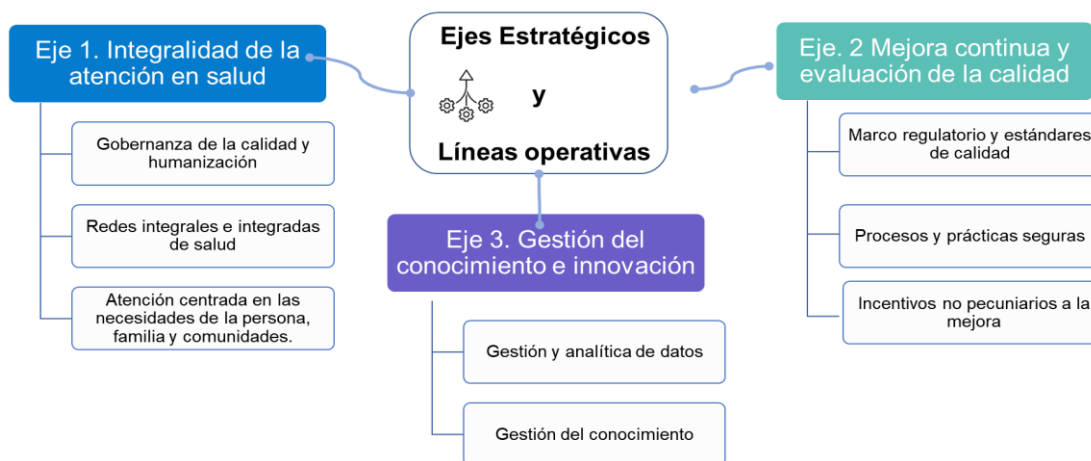 Ejes Estratégicos
y
Líneas operativas
Eje 1. Integralidad de la
atención en salud
Gobernanza de la calidad y
humanización
Redes integrales e integradas
de salud
Atención centrada en las
necesidades de la persona,
familia y comunidades.
Eje. 2 Mejora continua y
evaluación de la calidad
Marco regulatorio y estándares
de calidad
Procesos y prácticas seguras
Incentivos no pecuniarios a la
mejora
Eje 3. Gestión del
conocimiento e innovación
Gestión y analítica de datos
Gestión del conocimiento